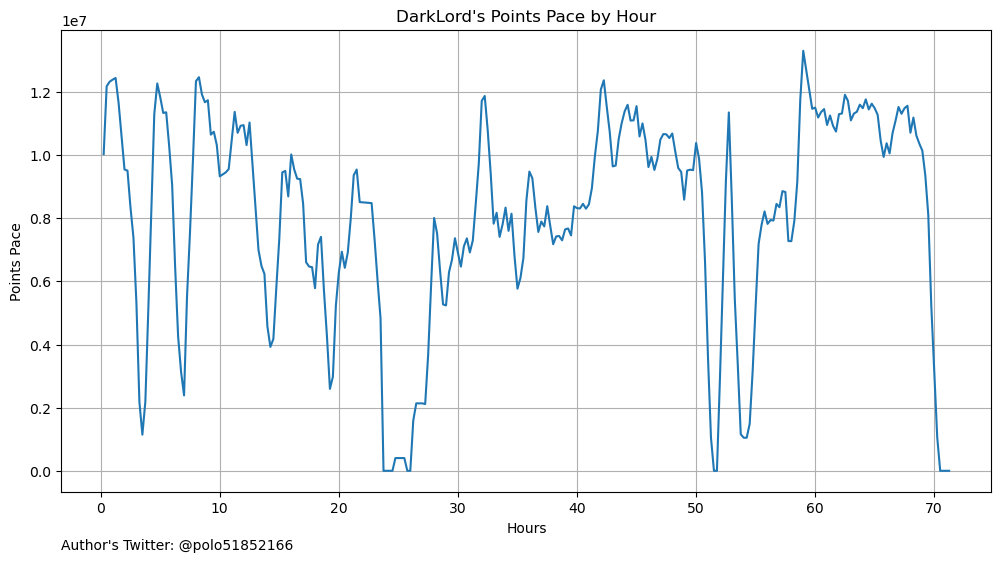 DarkLord's Points Pace by Hour
1e7
1.2
1.0
0.8
0.6
0.4
0.2
0.0
Points Pace
0 10 20 30 40 50 60 70
Hours
Author's Twitter: @polo51852166